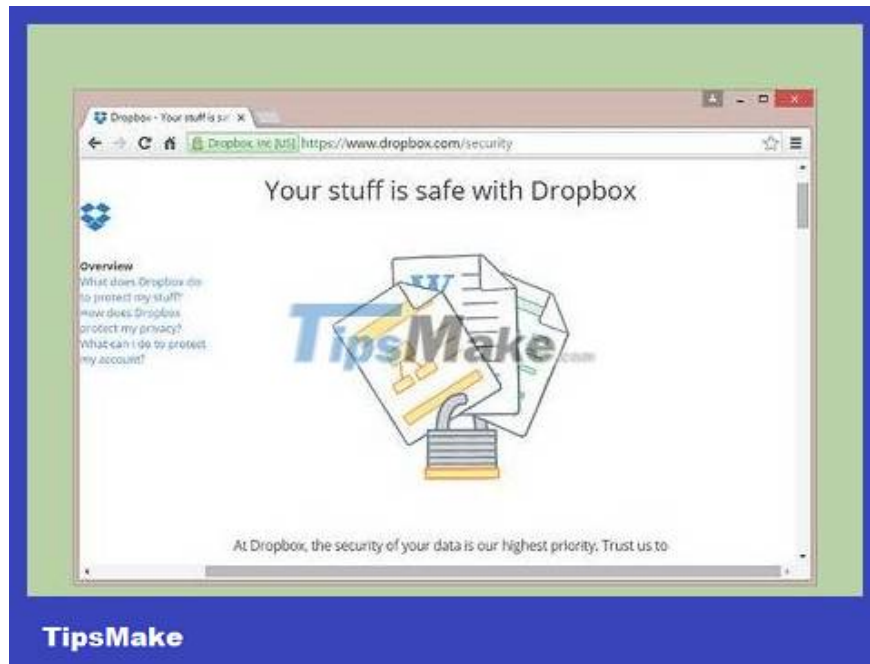 Dropbox - Your stuff is sa
Dropbox, Inc [US] https://www.dropbox.com/security
Your stuff is safe with Dropbox
Overview
What does Dropbox do
to protect my stuff?
How does Dropbox
protect my privacy?
What can I do to protect
my account?
W
TipsMake.com
At Dropbox, the security of your data is our highest priority. Trust us to
TipsMake